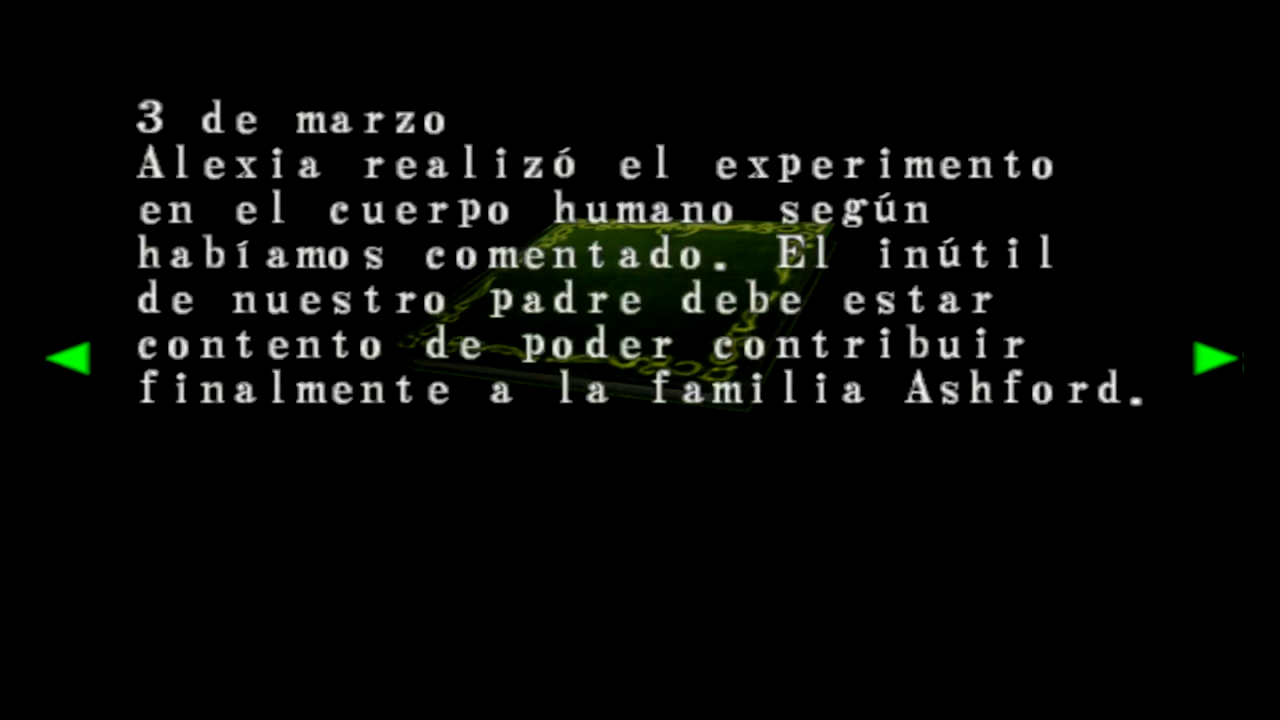 3 de marzo
Alexia realizó el experimento
en el cuerpo humano según
habíamos comentado. El inútil
de nuestro padre debe estar
contento de poder contribuir
finalmente a la familia Ashford.